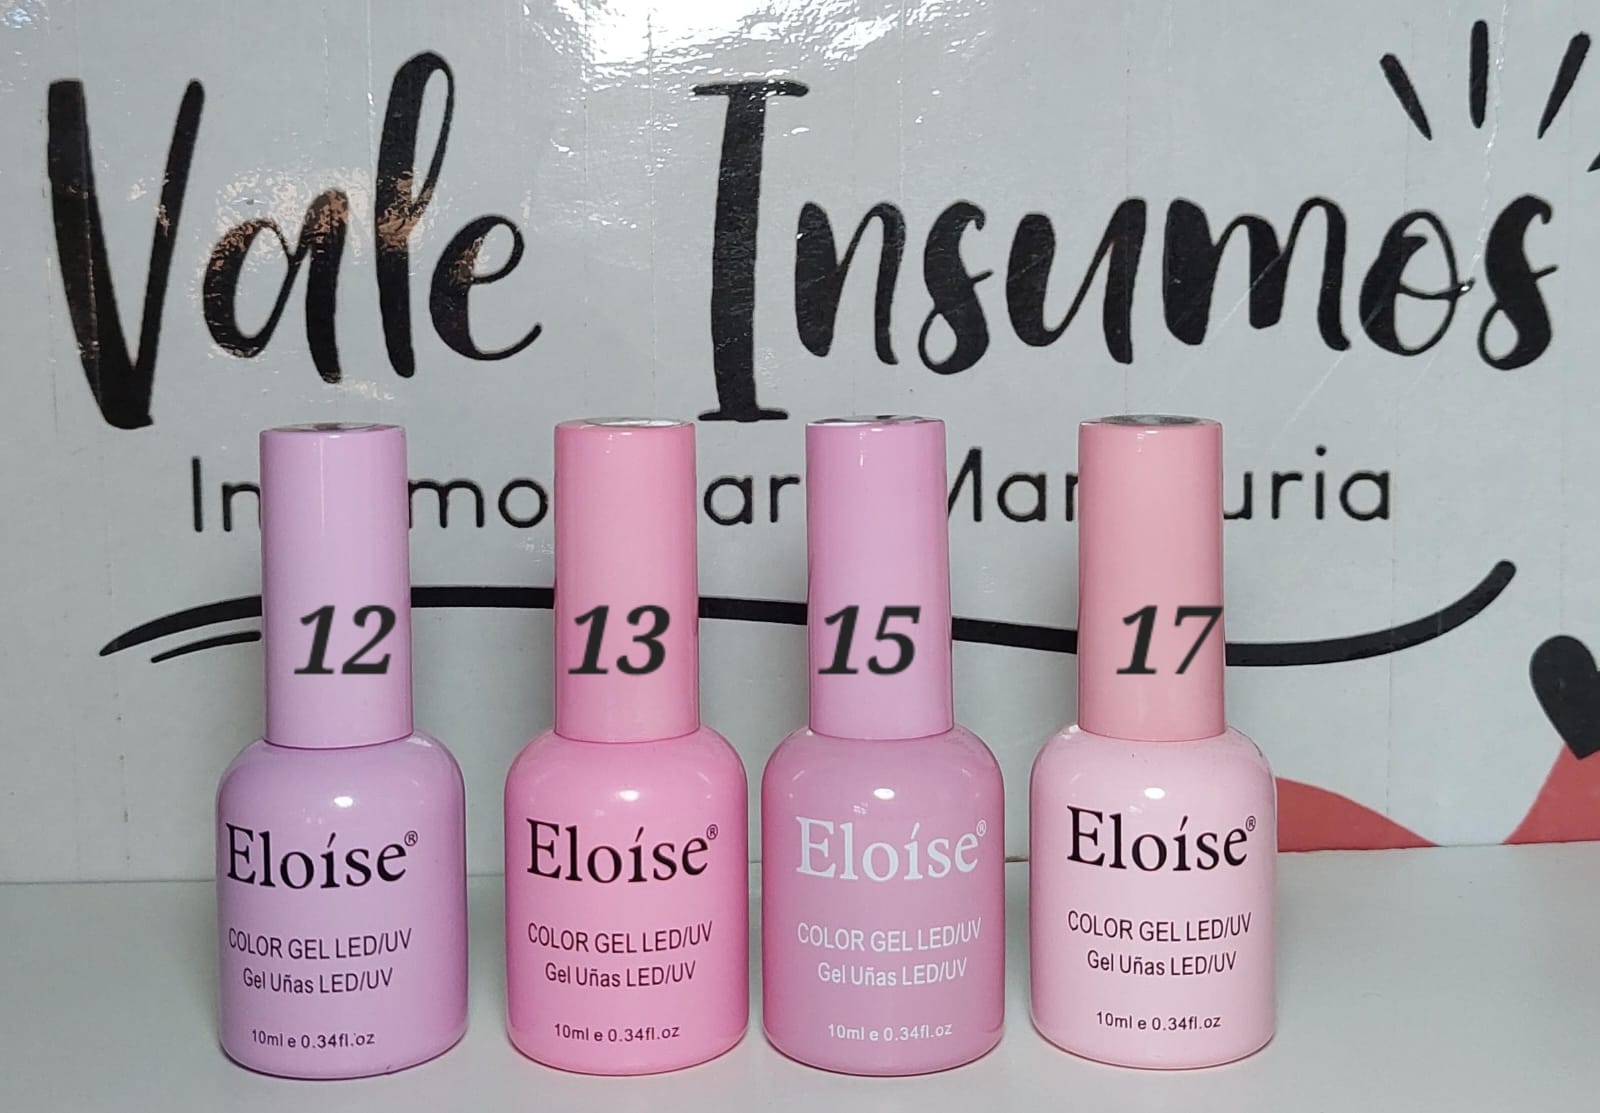 Vale Insumos
12 13 15 17
Eloíse®
COLOR GEL LED/UV
Gel Uñas LED/UV
10ml e 0.34fl.oz
Eloíse®
COLOR GEL LED/UV
Gel Uñas LED/UV
10ml e 0.34fl.oz
Eloíse®
COLOR GEL LED/UV
Gel Uñas LED/UV
10ml e 0.34fl.oz
Eloíse®
COLOR GEL LED/UV
Gel Uñas LED/UV
10ml e 0.34fl.oz